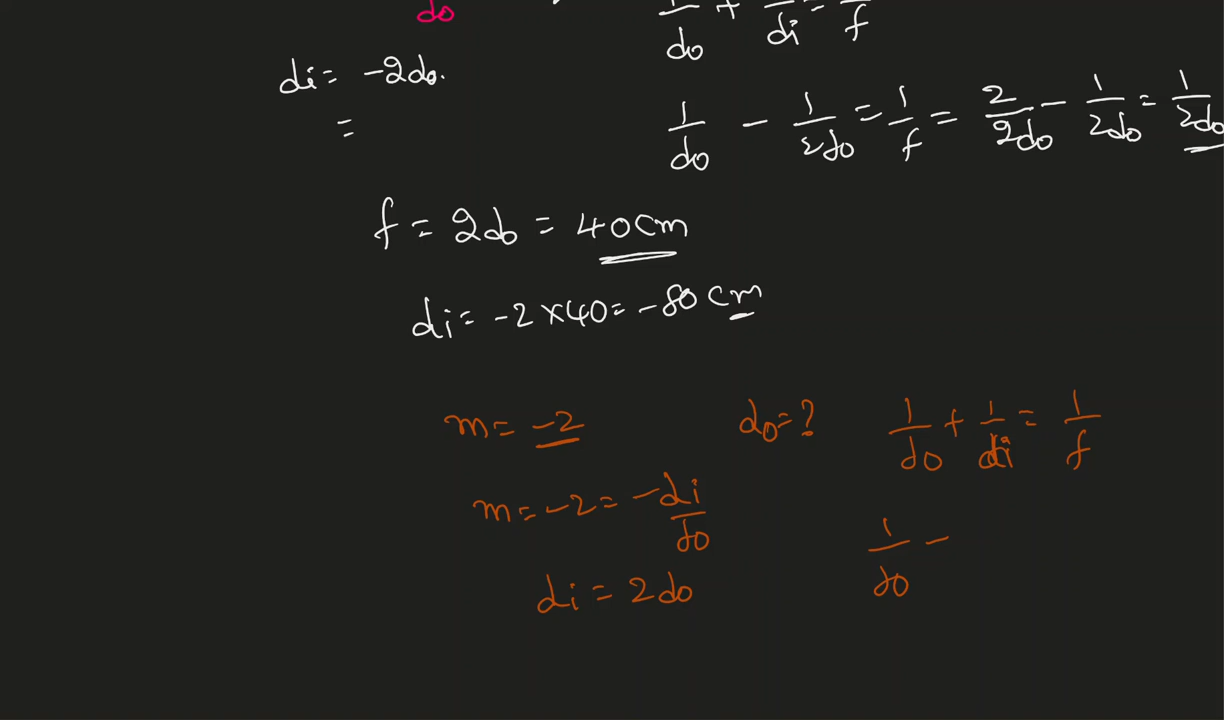 do
1/do + 1/di = 1/f
di = -2do.
=
1/do - 1/2do = 1/f = 2/2do - 1/2do = 1/2do
f = 2do = 40cm
di = -2 x 40 = -80 cm
m = -2 do = ? 1/do + 1/di = 1/f
m = -2 = -di/do
1/do -
di = 2do